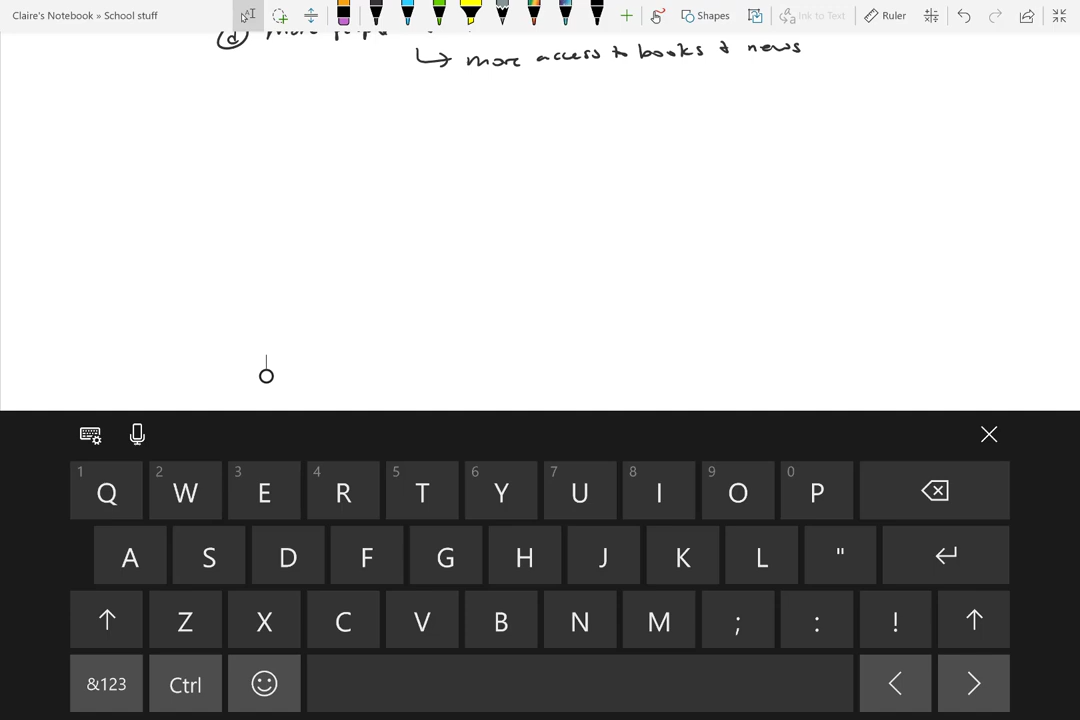 Claire's Notebook » School stuff
Ink to Text
Shapes
Ruler
d More
↳ more access to books & news
1 2 3 4 5 6 7 8 9 0
Q W E R T Y U I O P
A S D F G H J K L "
Z X C V B N M ; : !
&123 Ctrl